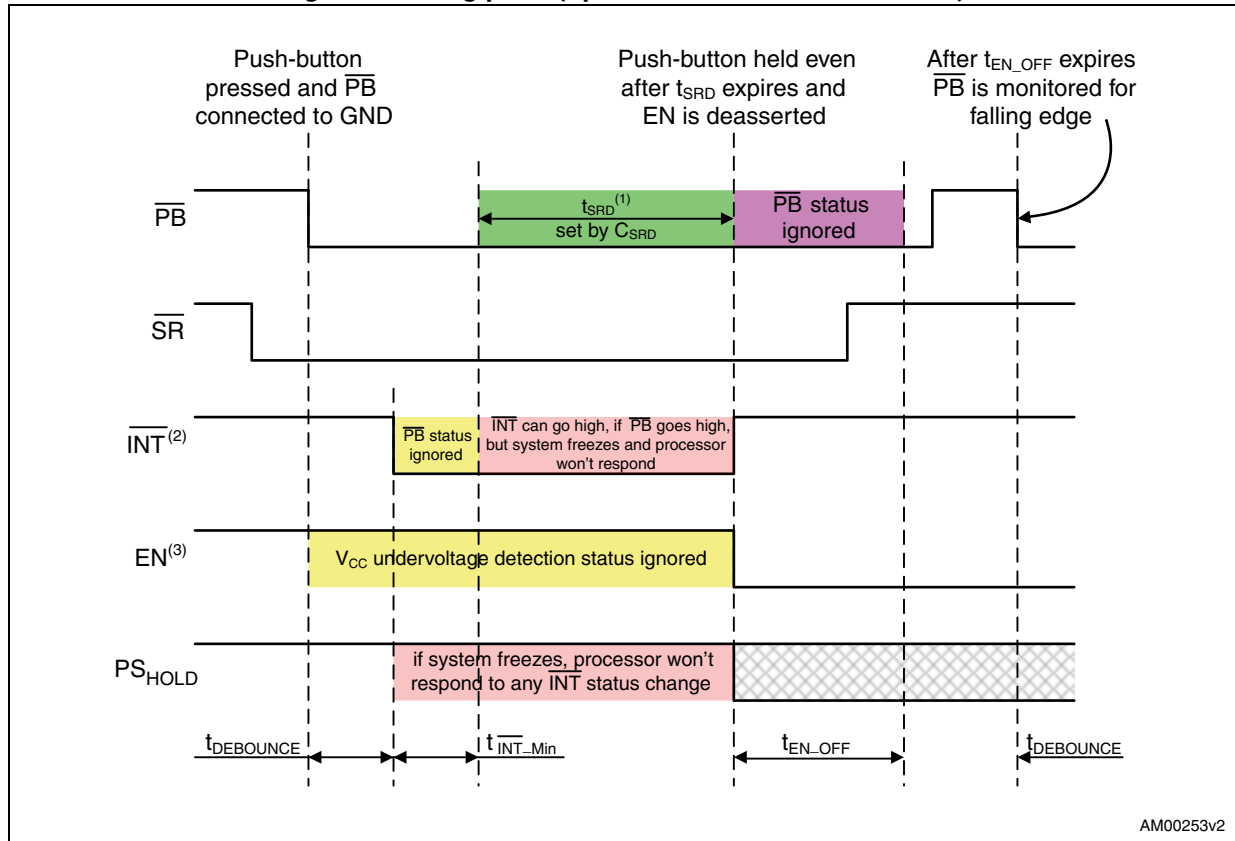 Push-button
pressed and PB
connected to GND
Push-button held even
after tSRD expires and
EN is deasserted
After tEN_OFF expires
PB is monitored for
falling edge
PB
tSRD(1)
set by CSRD
PB status
ignored
SR
INT(2)
PB status
ignored
INT can go high, if PB goes high,
but system freezes and processor
won't respond
EN(3)
VCC undervoltage detection status ignored
PSHOLD
if system freezes, processor won't
respond to any INT status change
tDEBOUNCE
tINT_Min
tEN_OFF
tDEBOUNCE
AM00253v2